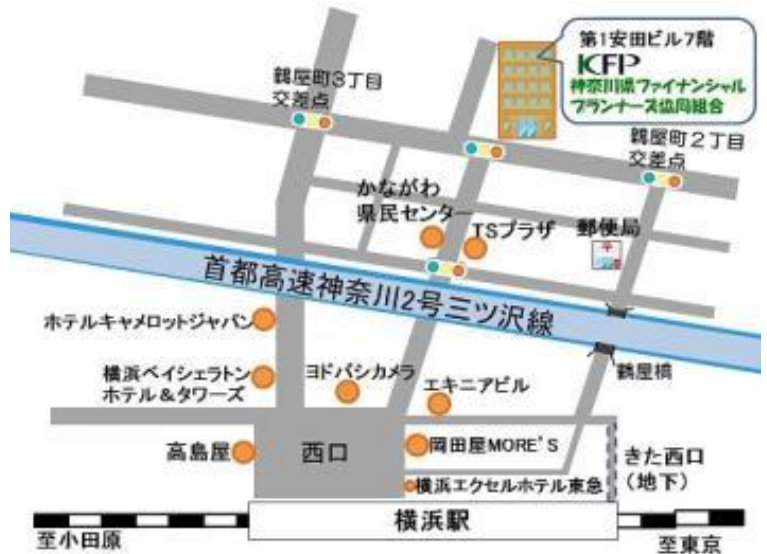 第1安田ビル7階
KFP
神奈川県ファイナンシャル
プランナーズ協同組合
鶴屋町3丁目
交差点
鶴屋町2丁目
交差点
かながわ
県民センター
TSプラザ
郵便局
首都高速神奈川2号三ツ沢線
ホテルキャメロットジャパン
鶴屋橋
横浜ベイシェラトン
ホテル&タワーズ
ヨドバシカメラ
エキニアビル
高島屋
西口
岡田屋MORE'S
きた西口
(地下)
横浜エクセルホテル東急
横浜駅
至小田原
至東京